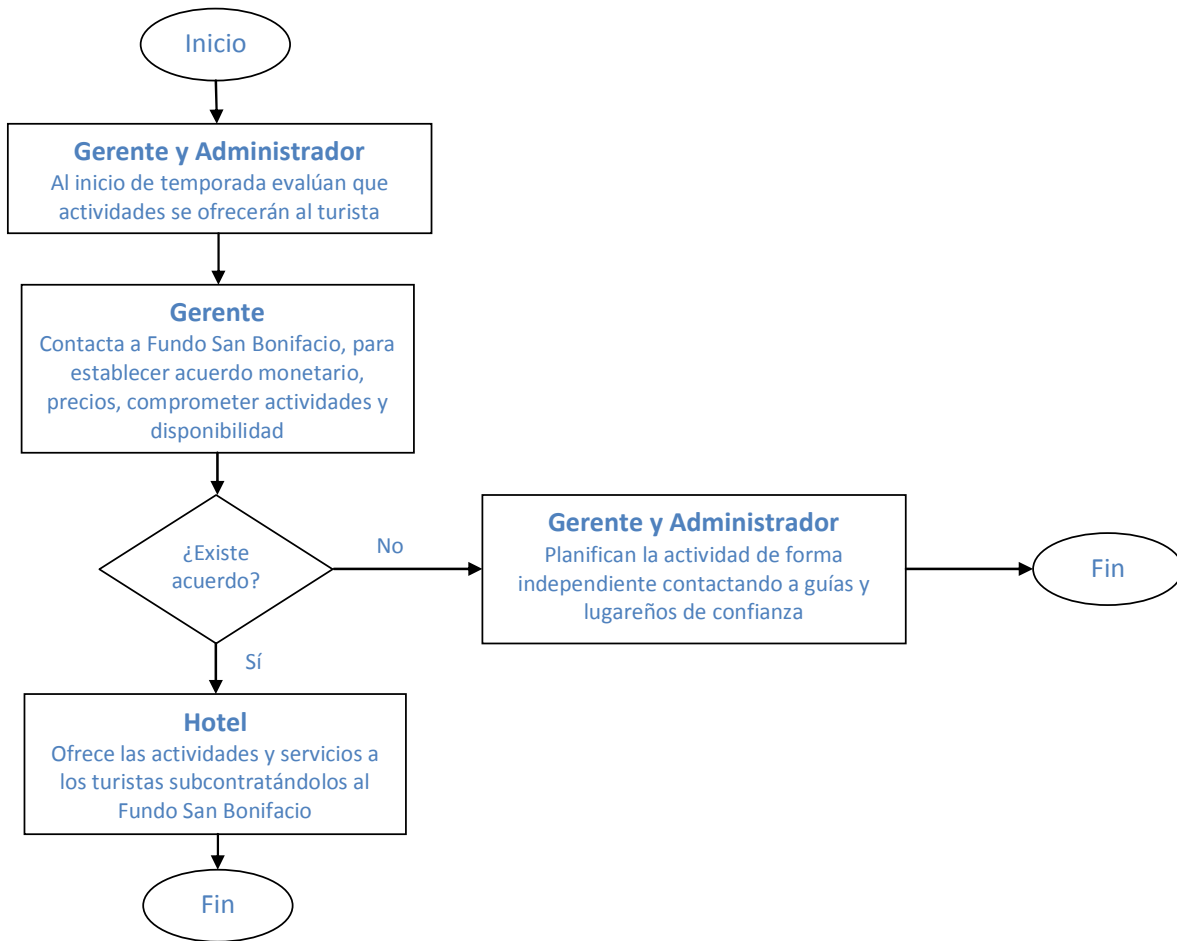 Inicio
Gerente y Administrador
Al inicio de temporada evalúan que
actividades se ofrecerán al turista
Gerente
Contacta a Fundo San Bonifacio, para
establecer acuerdo monetario,
precios, comprometer actividades y
disponibilidad
¿Existe
acuerdo?
No
Gerente y Administrador
Planifican la actividad de forma
independiente contactando a guías y
lugareños de confianza
Fin
Sí
Hotel
Ofrece las actividades y servicios a
los turistas subcontratándolos al
Fundo San Bonifacio
Fin